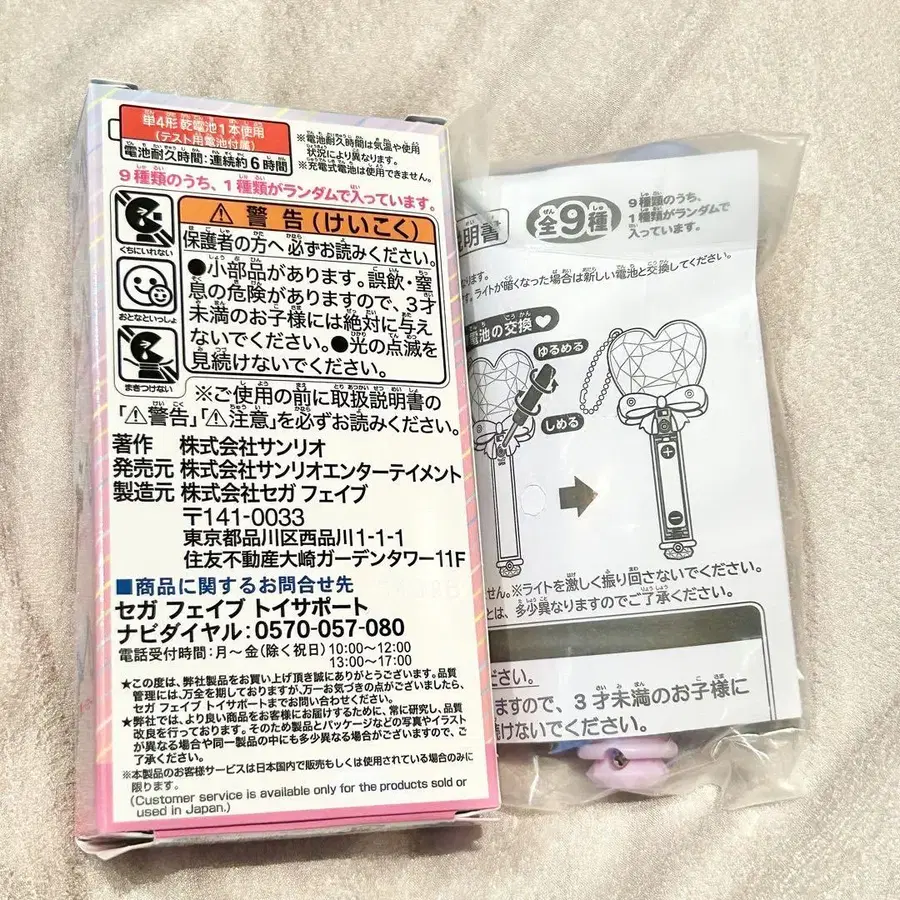 単4形 乾電池1本使用
(テスト用電池付属)
電池耐久時間:連続約6時間
※電池耐久時間は気温や使用
状況により異なります。
※充電式電池は使用できません。
9種類のうち、1種類がランダムで入っています。
くちにいれない
おとなといっしょ
まきつけない
⚠警告(けいこく)
保護者の方へ必ずお読みください。
●小部品があります。誤飲・窒
息の危険がありますので、3才
未満のお子様には絶対に与え
ないでください。●光の点滅を
見続けないでください。
※ご使用の前に取扱説明書の
「⚠警告」「⚠注意」を必ずお読みください。
著作 株式会社サンリオ
発売元 株式会社サンリオエンターテイメント
製造元 株式会社セガ フェイブ
〒141-0033
東京都品川区西品川1-1-1
住友不動産大崎ガーデンタワー11F
■商品に関するお問合せ先
セガ フェイブ トイサポート
ナビダイヤル:0570-057-080
電話受付時間:月~金(除く祝日)10:00~12:00
13:00~17:00
★この度は、弊社製品をお買い上げ頂き誠にありがとうございます。品質
管理には、万全を期しておりますが、万一お気づきの点がございましたら、
セガ フェイブ トイサポートまでお問い合わせください。
★弊社では、より良い商品をお客様にお届けするために、常に研究し、品質
改良を行っております。そのため製品とパッケージなどの写真やイラスト
が異なる場合や同一製品の中にも多少異なる場合がございますので、ご
了承ください。
※本製品のお客様サービスは日本国内で販売もしくは使用されている場合のみに
限ります。
(Customer service is available only for the products sold or
used in Japan.)
説明書
全9種
9種類のうち、
1種類がランダムで
入っています。
ます。
す。ライトが暗くなった場合は新しい電池と交換してください。
電池の交換♥
ゆるめる
しめる
せん。※ライトを激しく振り回さないでください。
とは、多少異なりますのでご了承ください。
ださい。
ますので、3才未満のお子様に
続けないでください。